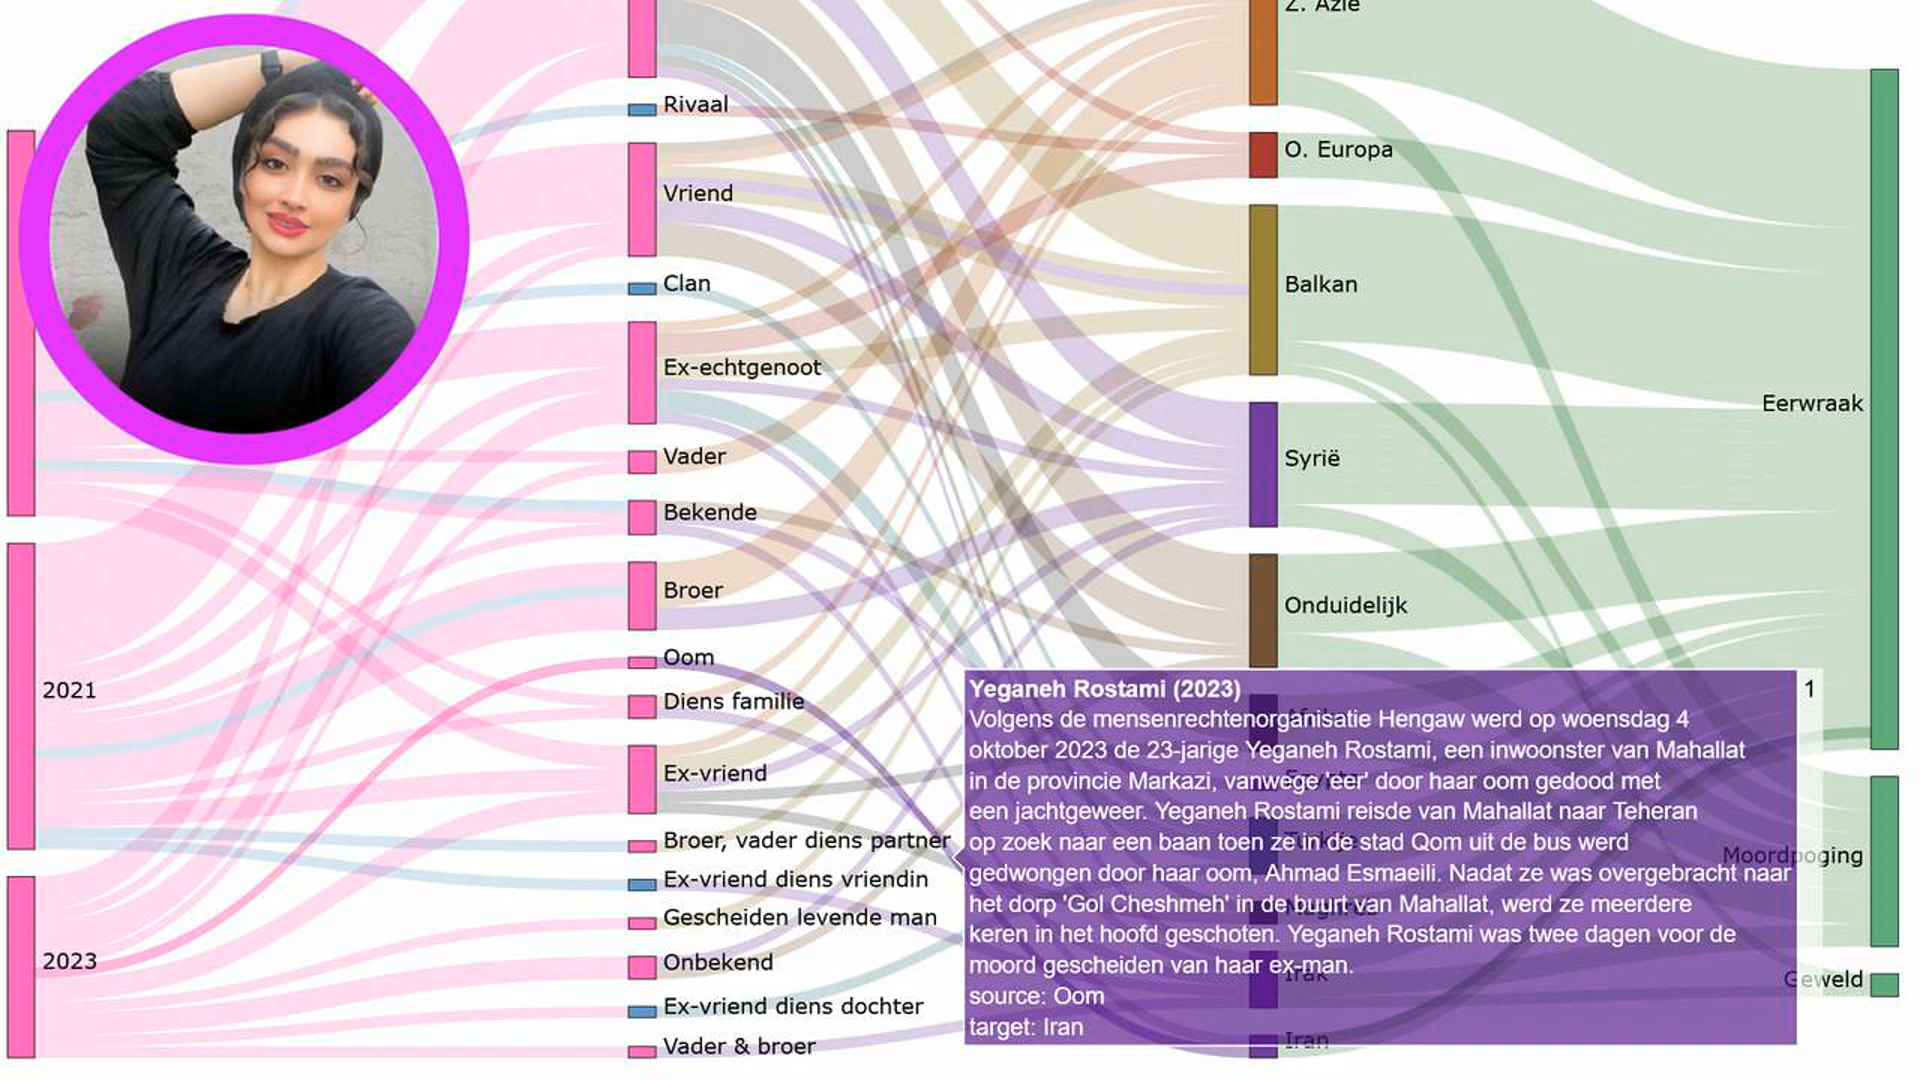 Z. Azië
Rivaal
O. Europa
Vriend
Clan
Balkan
Ex-echtgenoot
Eerwraak
Vader
Syrië
Bekende
Broer
Onduidelijk
Oom
2021
Diens familie
Ex-vriend
Broer, vader diens partner
Ex-vriend diens vriendin
Gescheiden levende man
2023
Onbekend
Ex-vriend diens dochter
Vader & broer
Yeganeh Rostami (2023)
1
Volgens de mensenrechtenorganisatie Hengaw werd op woensdag 4
oktober 2023 de 23-jarige Yeganeh Rostami, een inwoonster van Mahallat
in de provincie Markazi, vanwege 'eer' door haar oom gedood met
een jachtgeweer. Yeganeh Rostami reisde van Mahallat naar Teheran
op zoek naar een baan toen ze in de stad Qom uit de bus werd
gedwongen door haar oom, Ahmad Esmaeili. Nadat ze was overgebracht naar
het dorp 'Gol Cheshmeh' in de buurt van Mahallat, werd ze meerdere
keren in het hoofd geschoten. Yeganeh Rostami was twee dagen voor de
moord gescheiden van haar ex-man.
source: Oom
target: Iran
Moordpoging
Geweld
Irak
Iran